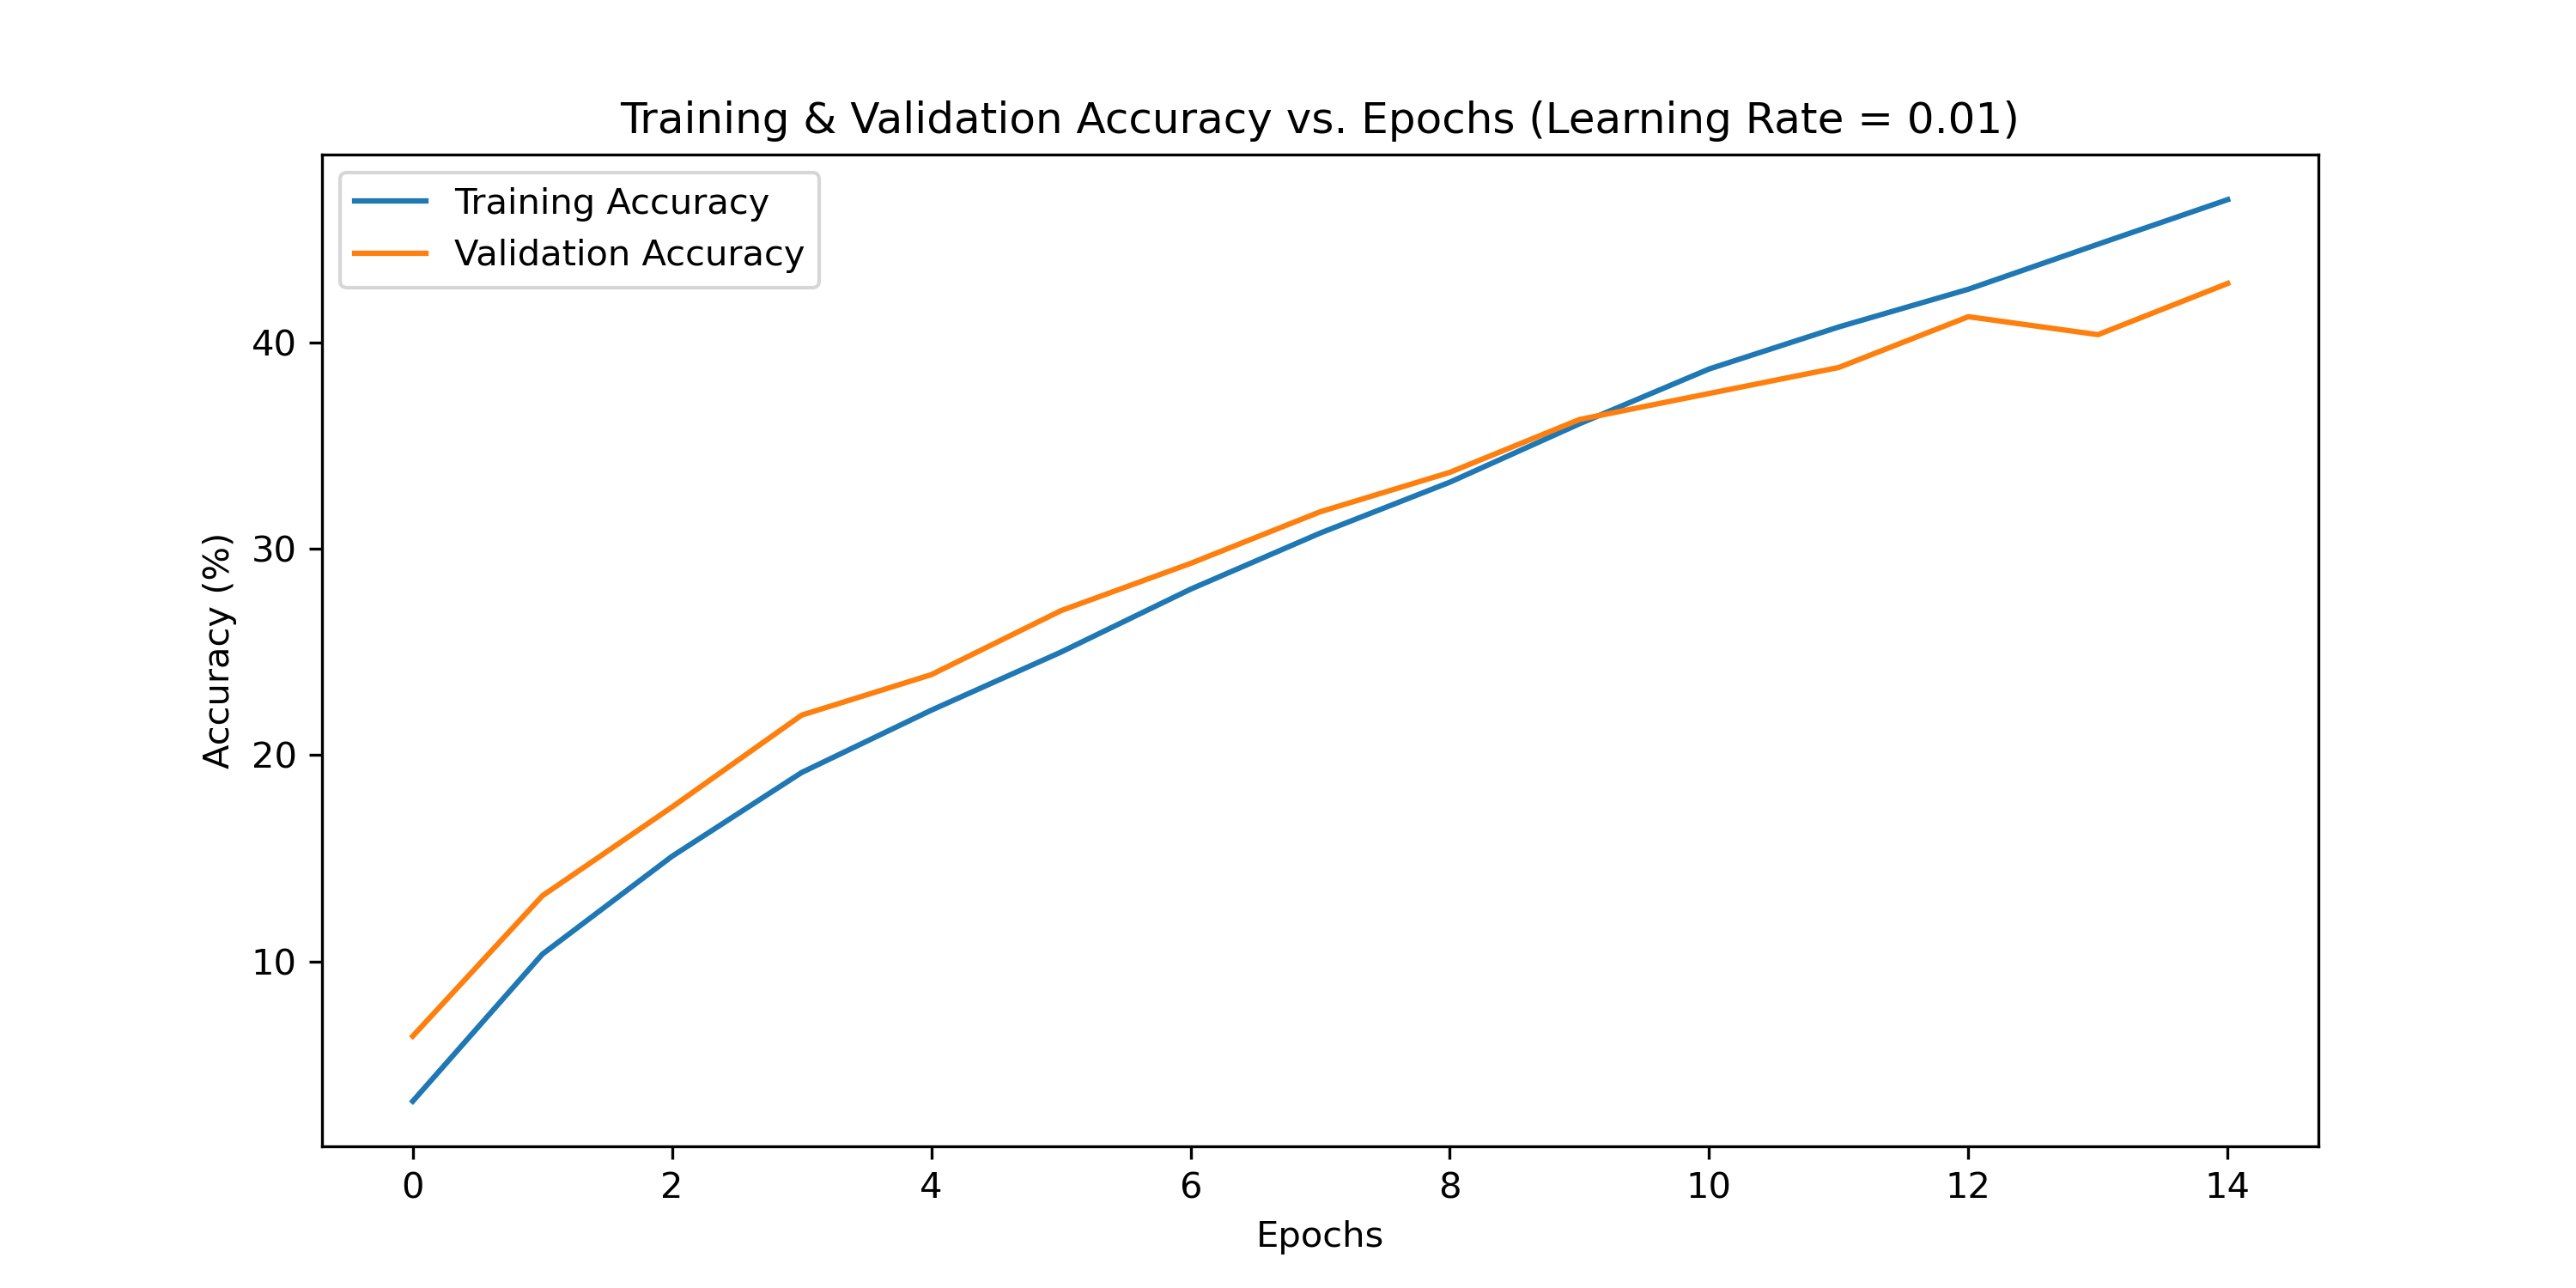 Training & Validation Accuracy vs. Epochs (Learning Rate = 0.01)
Training Accuracy
Validation Accuracy
Accuracy (%)
40
30
20
10
0 2 4 6 8 10 12 14
Epochs